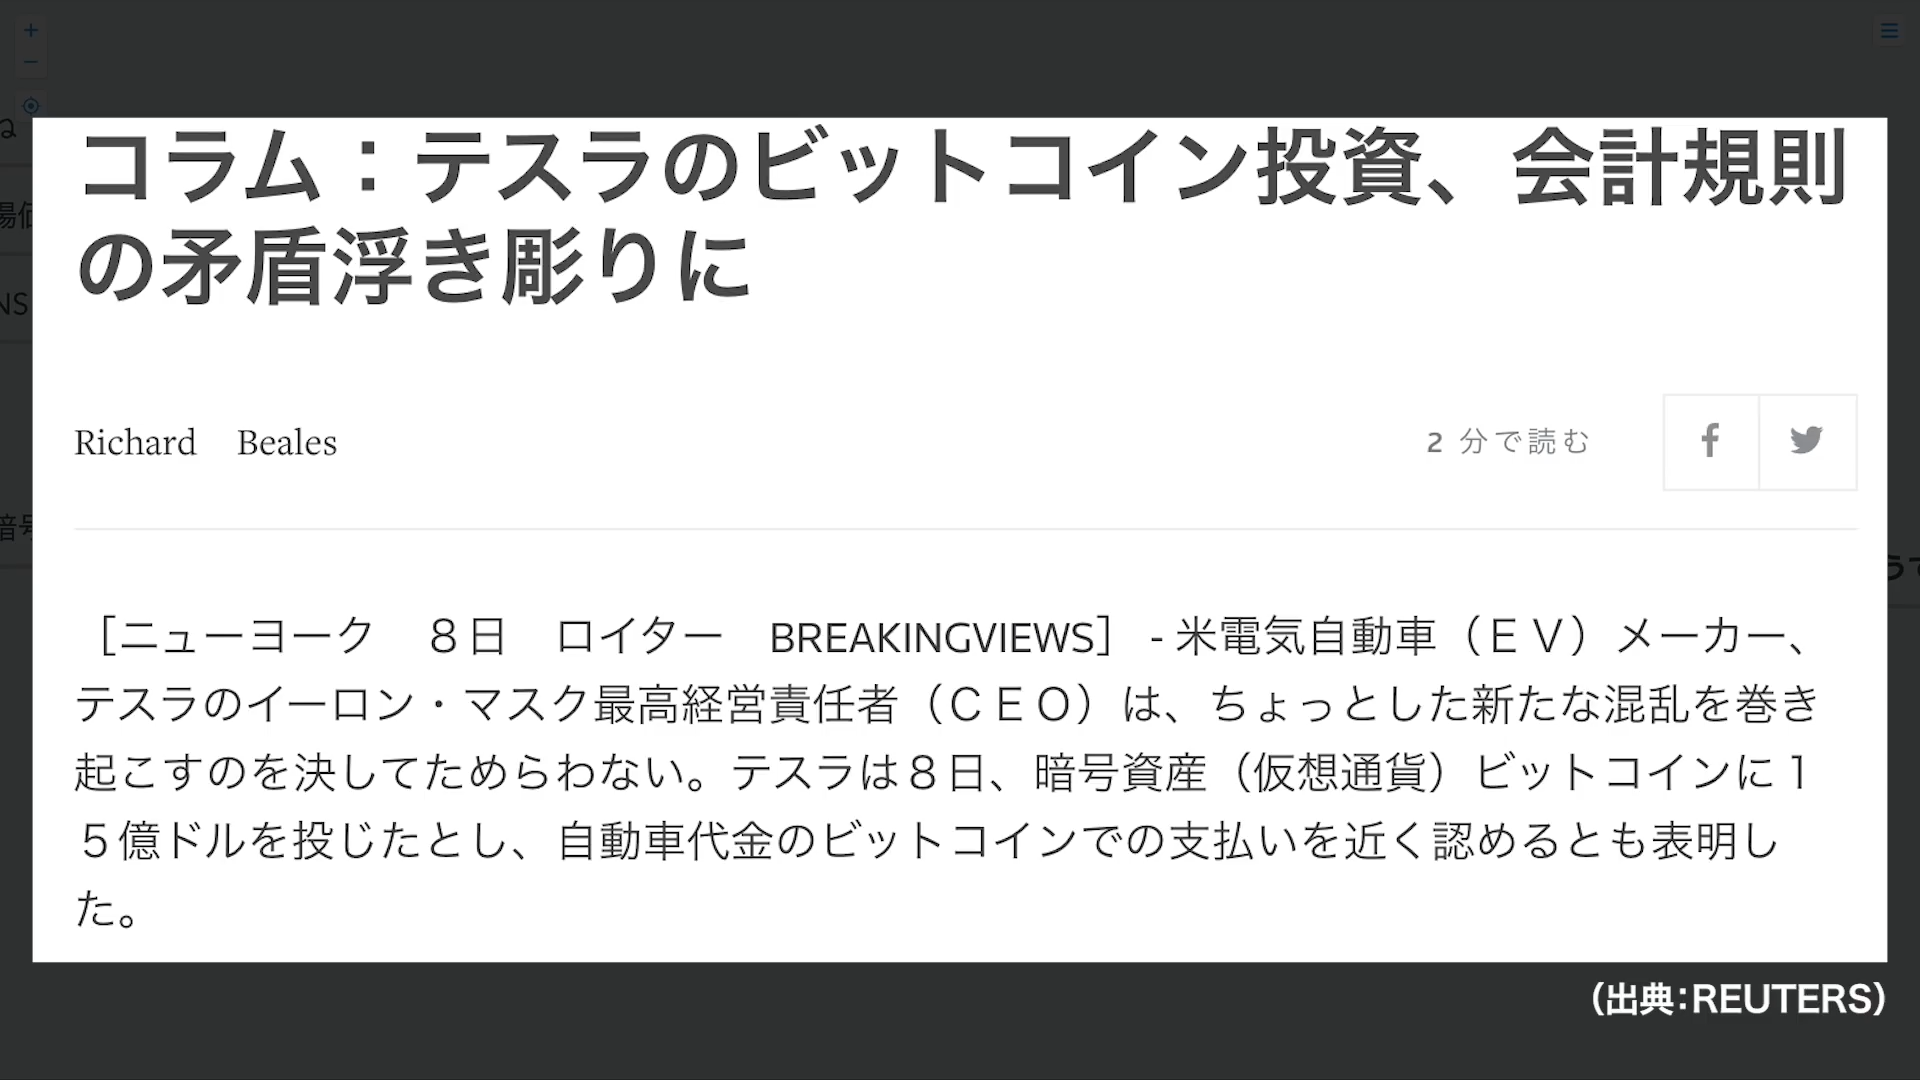 コラム：テスラのビットコイン投資、会計規則
の矛盾浮き彫りに
Richard Beales
2 分で読む
［ニューヨーク　８日　ロイター　BREAKINGVIEWS］ - 米電気自動車（ＥＶ）メーカー、
テスラのイーロン・マスク最高経営責任者（ＣＥＯ）は、ちょっとした新たな混乱を巻き
起こすのを決してためらわない。テスラは８日、暗号資産（仮想通貨）ビットコインに１
５億ドルを投じたとし、自動車代金のビットコインでの支払いを近く認めるとも表明し
た。
（出典：REUTERS）
NS